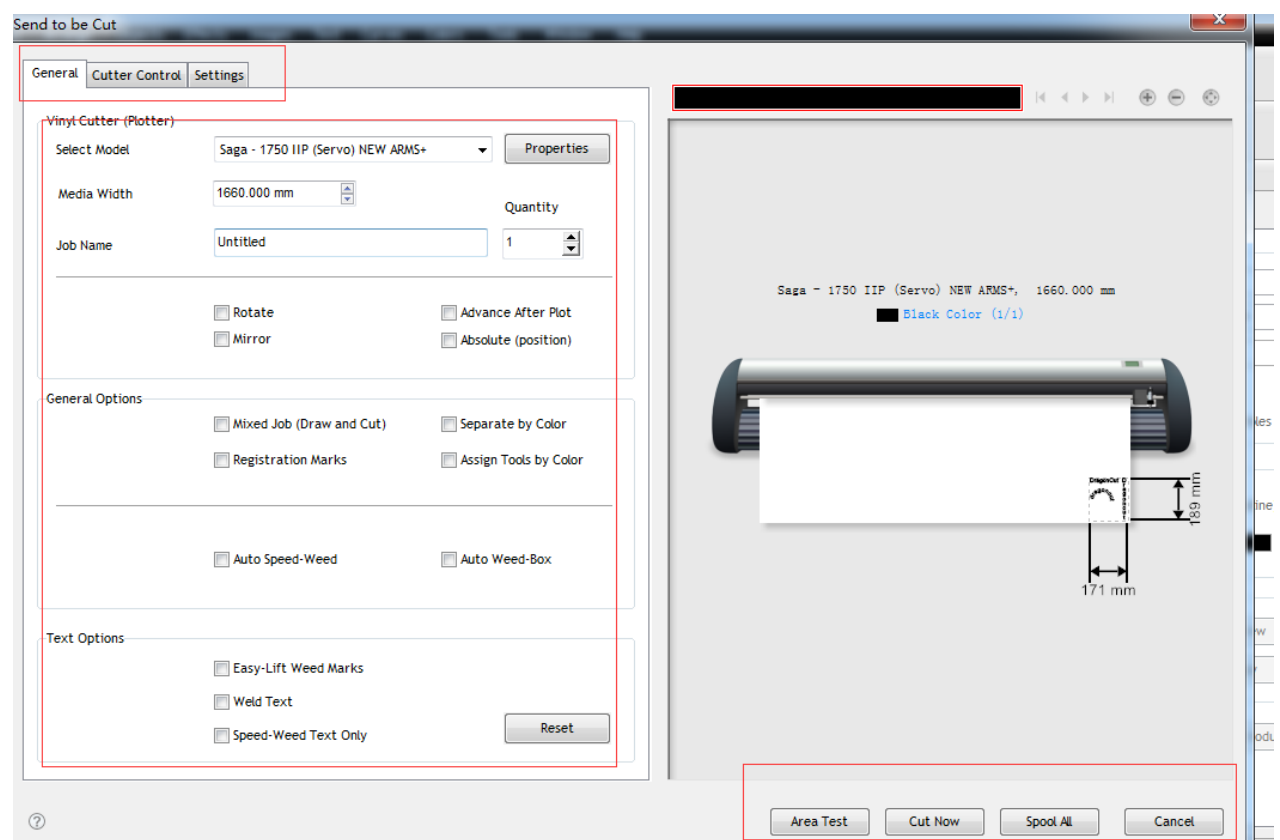 Send to be Cut
General Cutter Control Settings
Vinyl Cutter (Plotter)
Select Model Saga - 1750 IIP (Servo) NEW ARMS+ Properties
Media Width 1660.000 mm
Quantity
Job Name Untitled 1
Rotate Advance After Plot
Mirror Absolute (position)
General Options
Mixed Job (Draw and Cut) Separate by Color
Registration Marks Assign Tools by Color
Auto Speed-Weed Auto Weed-Box
Text Options
Easy-Lift Weed Marks
Weld Text
Speed-Weed Text Only
Reset
Saga - 1750 IIP (Servo) NEW ARMS+, 1660.000 mm
Black Color (1/1)
DragonCut
189 mm
171 mm
Area Test Cut Now Spool All Cancel